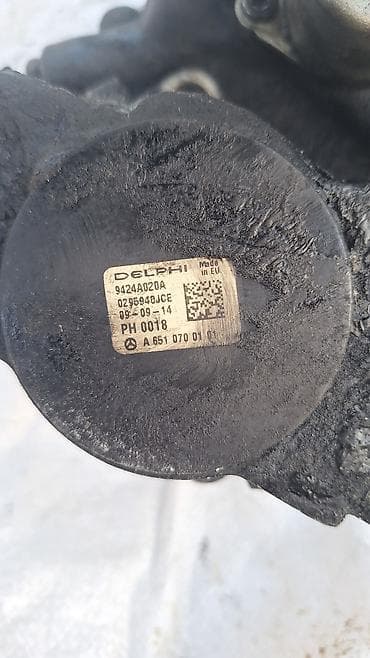 DELPHI Made in EU
9424A020A
0295948JCE
09-09-14
PH 0018
A 651 070 01 01